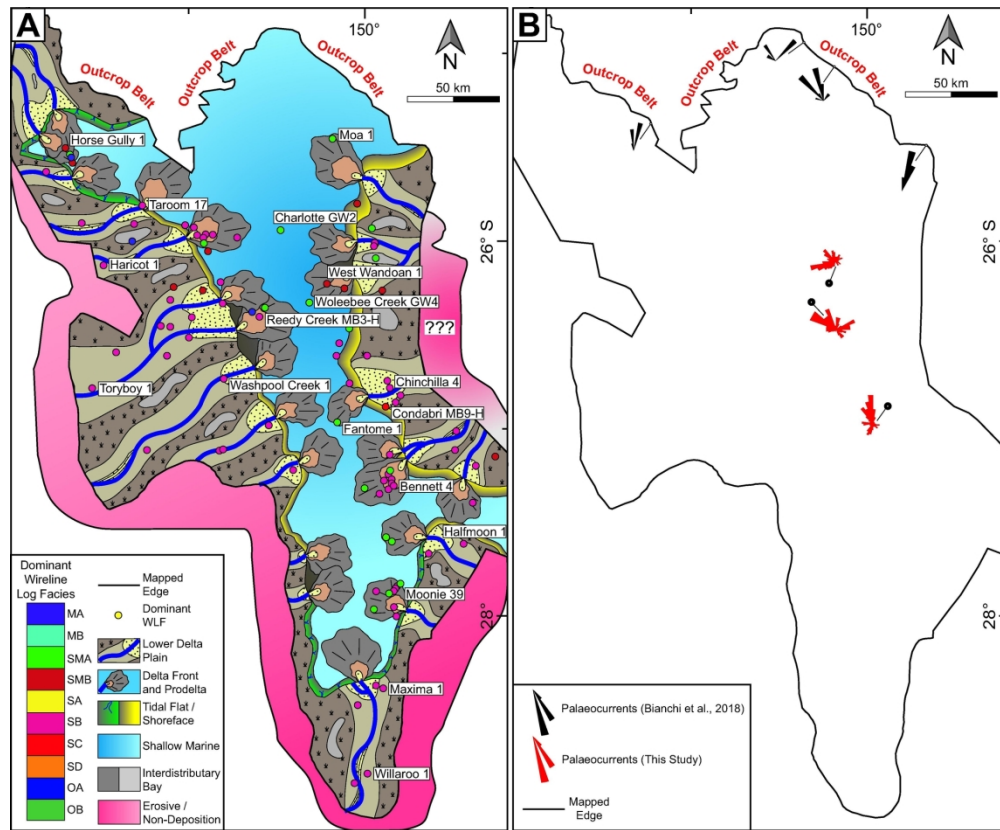 A
150°
Outcrop Belt
Outcrop Belt
Outcrop Belt
N
50 km
Horse Gully 1
Moa 1
Taroom 17
Charlotte GW2
26° S
Haricot 1
West Wandoan 1
Woleebee Creek GW4
???
Reedy Creek MB3-H
Toryboy 1
Washpool Creek 1
Chinchilla 4
Condabri MB9-H
Fantome 1
Bennett 4
Halfmoon 1
Moonie 39
28°
Maxima 1
Willaroo 1
Dominant
Wireline
Log Facies
MA
MB
SMA
SMB
SA
SB
SC
SD
OA
OB
Mapped
Edge
Dominant
WLF
Lower Delta
Plain
Delta Front
and Prodelta
Tidal Flat /
Shoreface
Shallow Marine
Interdistributary
Bay
Erosive /
Non-Deposition
B
150°
Outcrop Belt
Outcrop Belt
Outcrop Belt
N
50 km
26° S
28°
Palaeocurrents (Bianchi et al., 2018)
Palaeocurrents (This Study)
Mapped
Edge